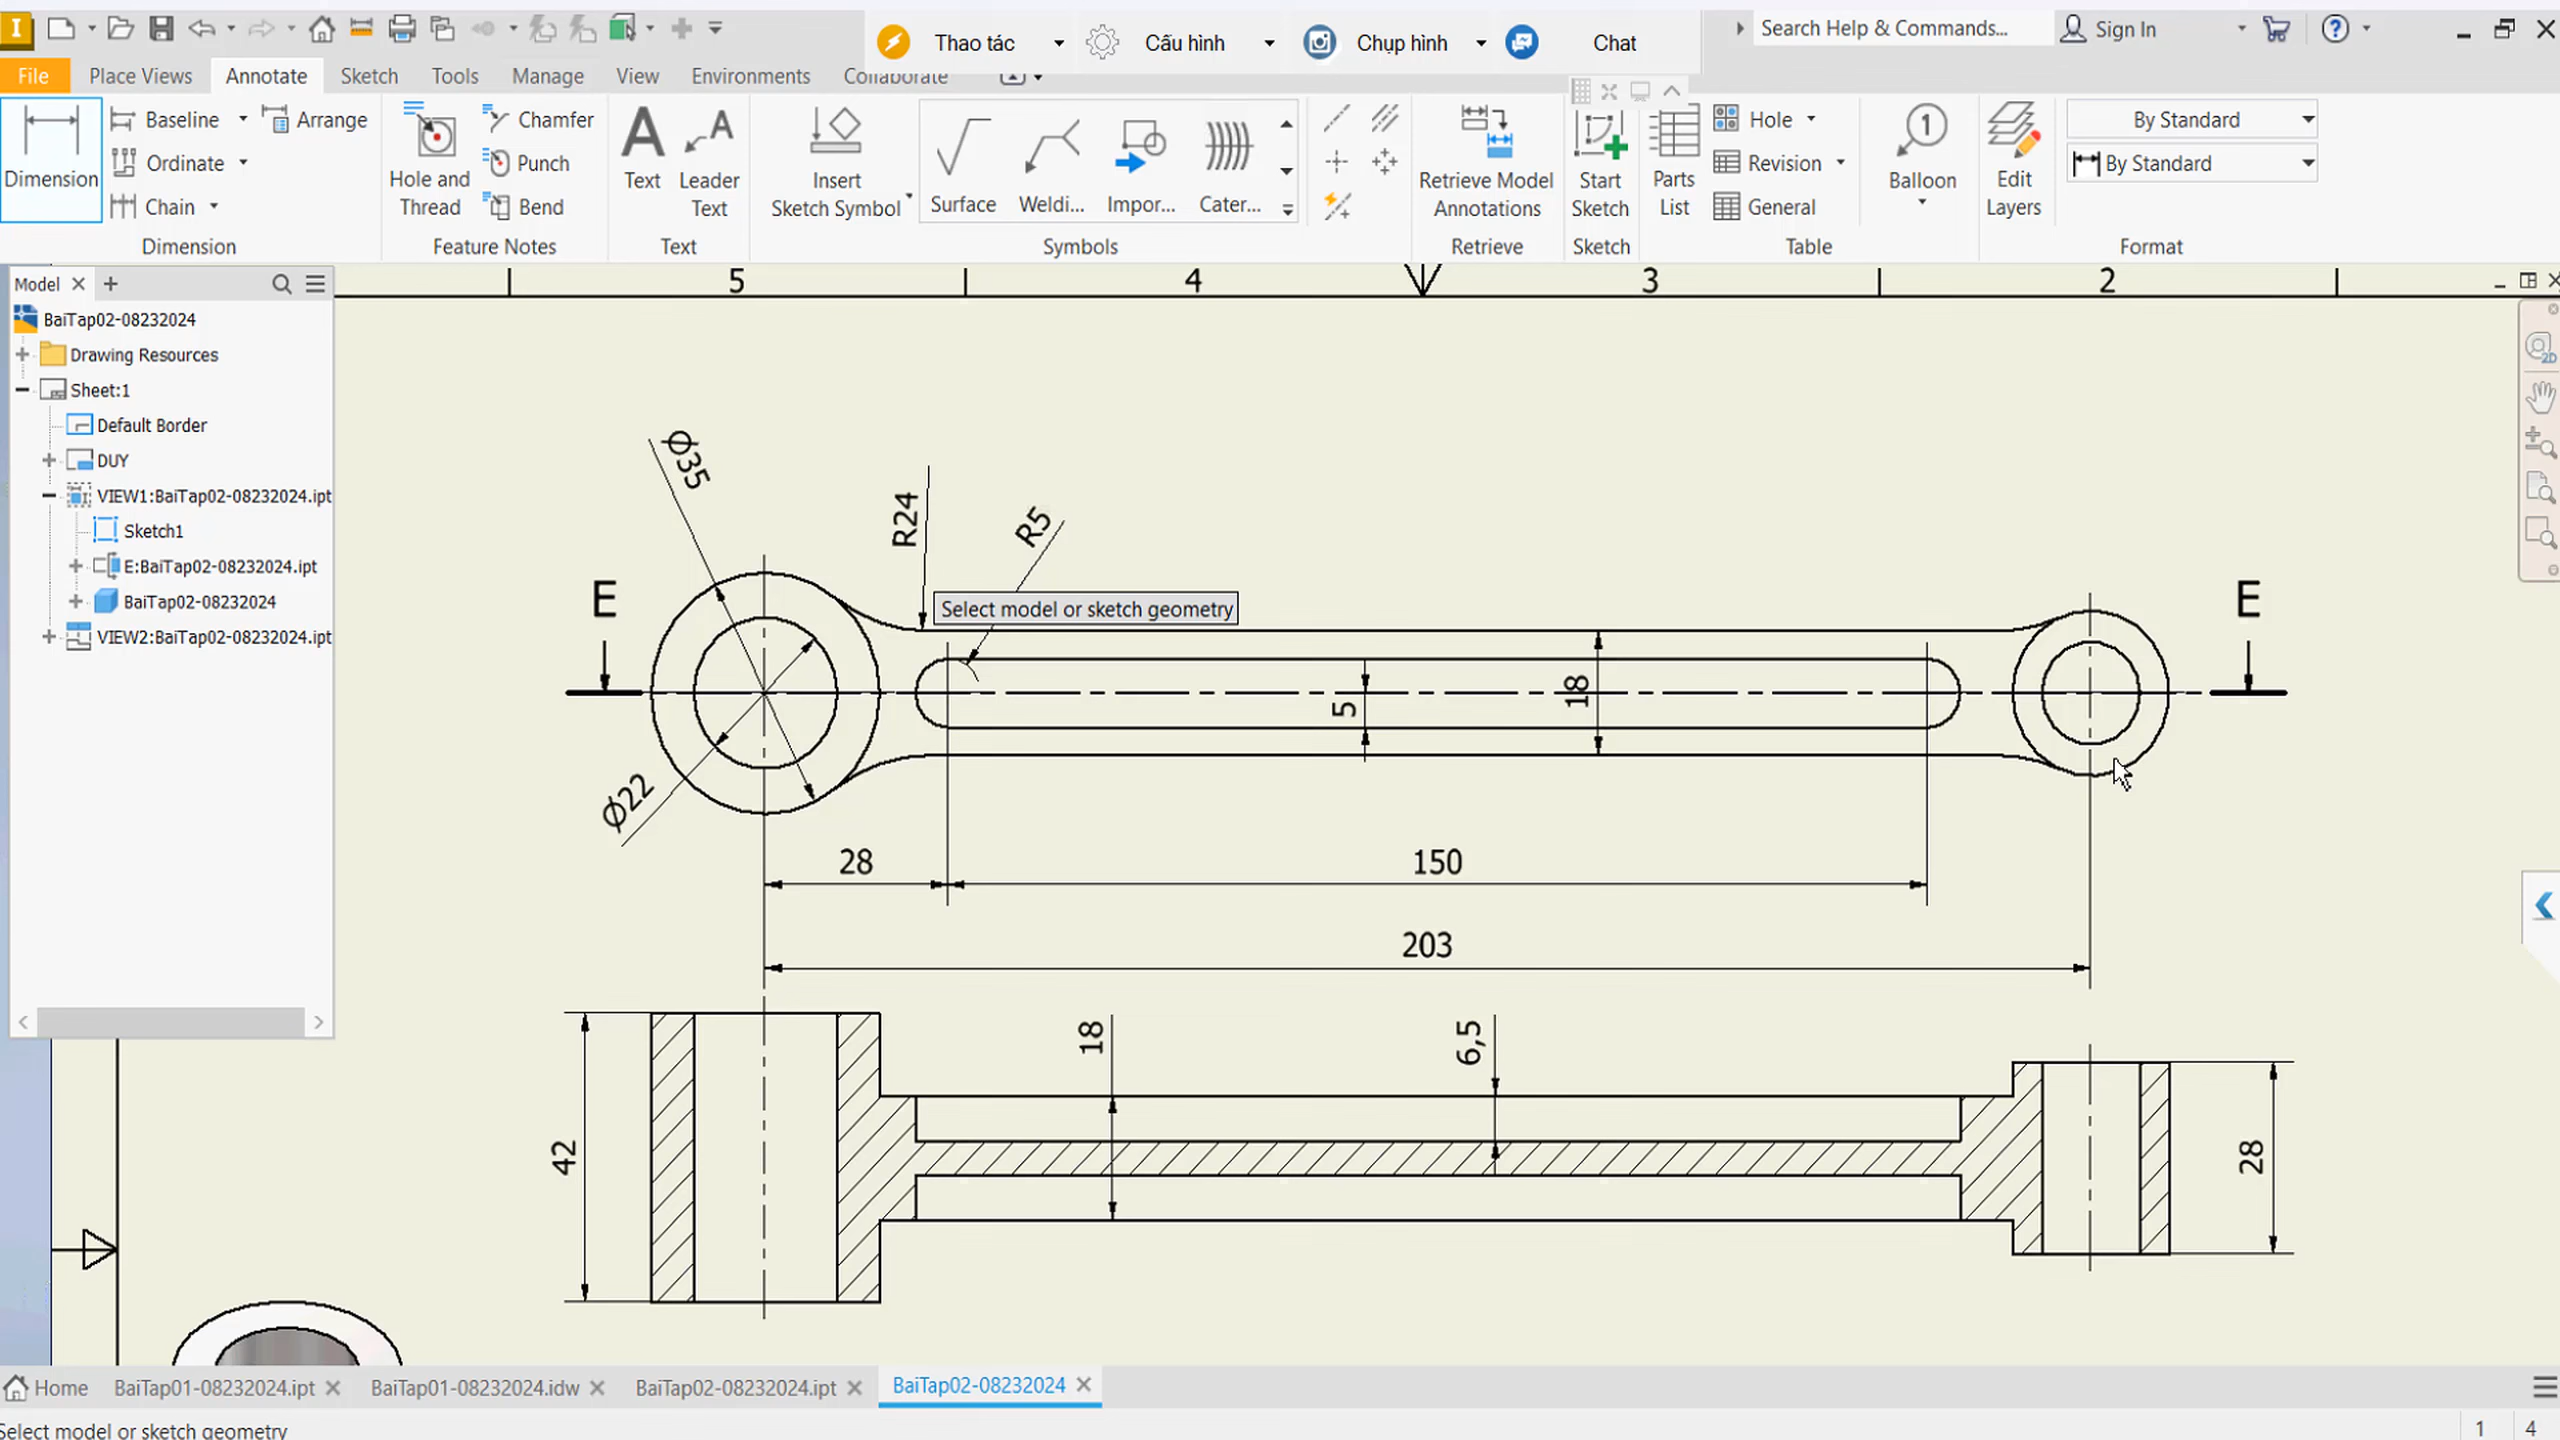 I
Thao tác
Cấu hình
Chụp hình
Chat
Search Help & Commands...
Sign In
File
Place Views
Annotate
Sketch
Tools
Manage
View
Environments
Collaborate
Dimension
Baseline
Arrange
Ordinate
Chain
Dimension
Hole and
Thread
Chamfer
Punch
Bend
Feature Notes
A
Text
A
Leader
Text
Text
Insert
Sketch Symbol
Surface
Weldi...
Impor...
Cater...
Symbols
Retrieve Model
Annotations
Retrieve
Start
Sketch
Sketch
Parts
List
Hole
Revision
General
Table
1
Balloon
Edit
Layers
By Standard
By Standard
Format
Model
5
4
3
2
BaiTap02-08232024
Drawing Resources
Sheet:1
Default Border
DUY
VIEW1:BaiTap02-08232024.ipt
Sketch1
E:BaiTap02-08232024.ipt
BaiTap02-08232024
VIEW2:BaiTap02-08232024.ipt
2D
Φ35
R24
R5
E
E
Select model or sketch geometry
5
18
Φ22
28
150
203
18
6,5
42
28
Home
BaiTap01-08232024.ipt
BaiTap01-08232024.idw
BaiTap02-08232024.ipt
BaiTap02-08232024
Select model or sketch geometry
1
4